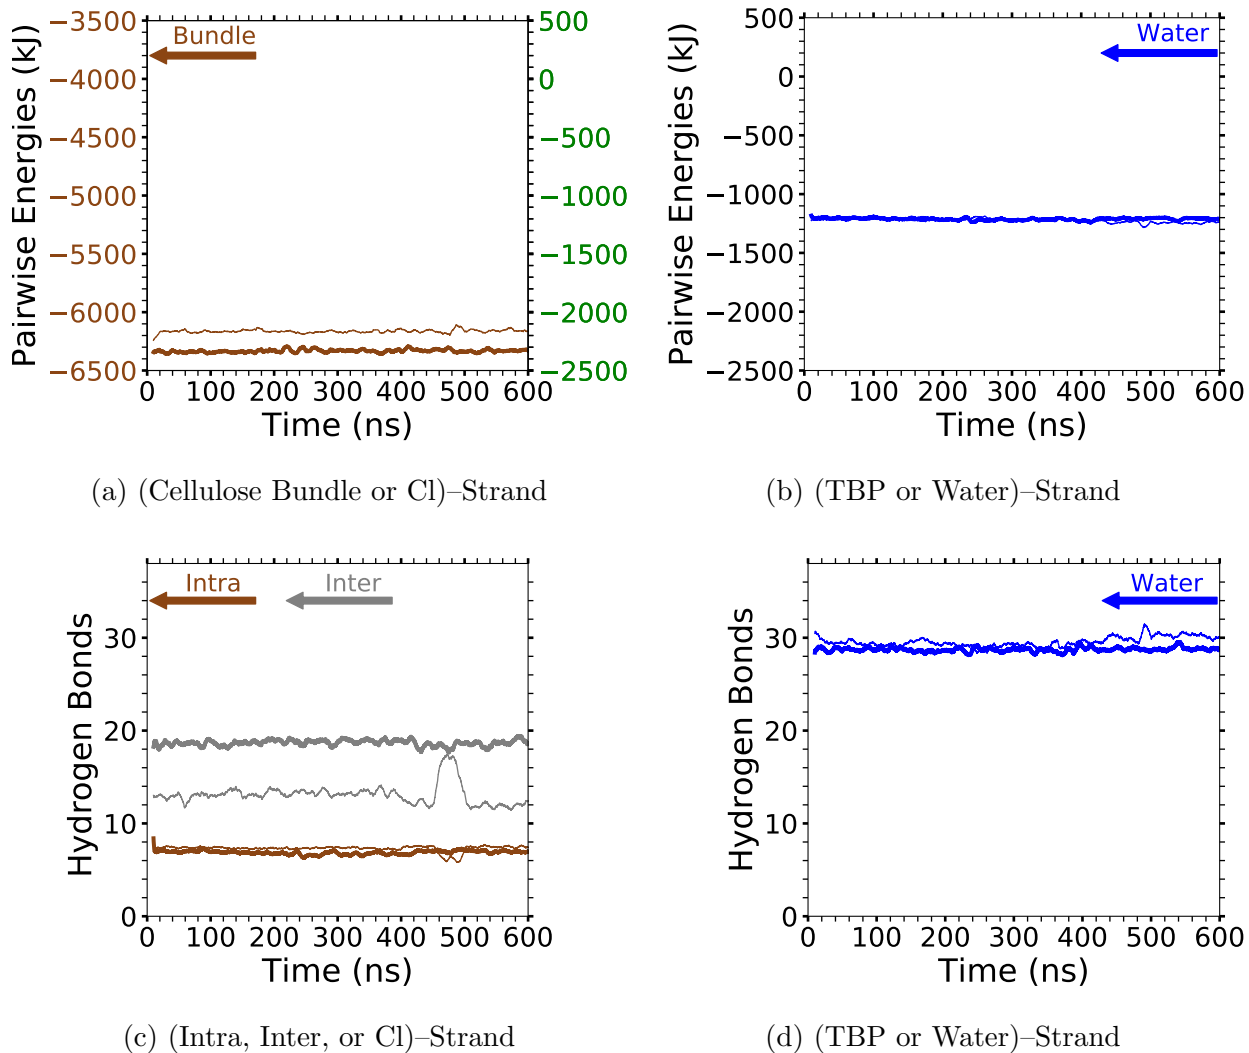 Pairwise Energies (kJ)
−3500
−4000
−4500
−5000
−5500
−6000
−6500
Bundle
500
0
−500
−1000
−1500
−2000
−2500
0 100 200 300 400 500 600
Time (ns)
(a) (Cellulose Bundle or Cl)–Strand
Pairwise Energies (kJ)
500
0
−500
−1000
−1500
−2000
−2500
Water
0 100 200 300 400 500 600
Time (ns)
(b) (TBP or Water)–Strand
Hydrogen Bonds
30
20
10
0
Intra
Inter
0 100 200 300 400 500 600
Time (ns)
(c) (Intra, Inter, or Cl)–Strand
Hydrogen Bonds
30
20
10
0
Water
0 100 200 300 400 500 600
Time (ns)
(d) (TBP or Water)–Strand